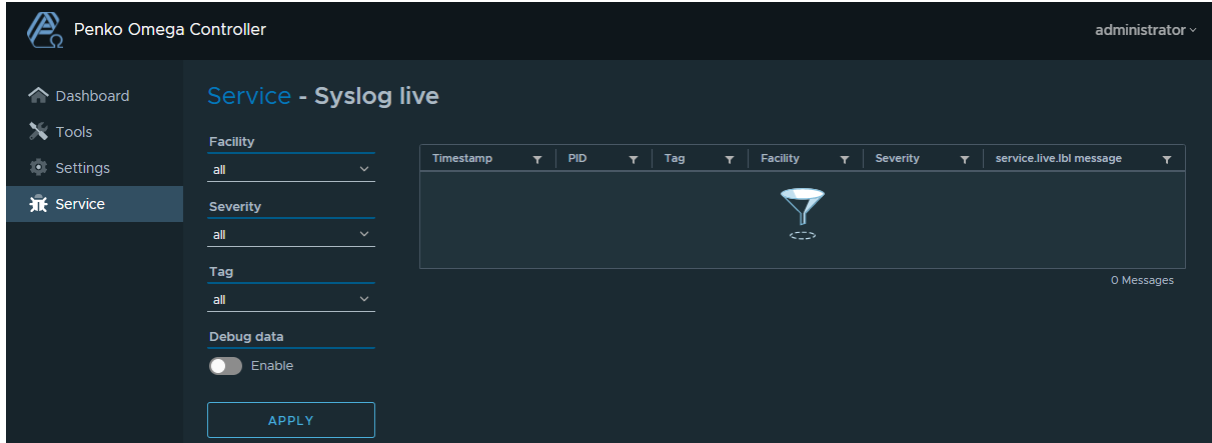 Penko Omega Controller
administrator
Dashboard
Tools
Settings
Service
Service - Syslog live
Facility
all
Severity
all
Tag
all
Debug data
Enable
APPLY
Timestamp PID Tag Facility Severity service.live.lbl message
0 Messages